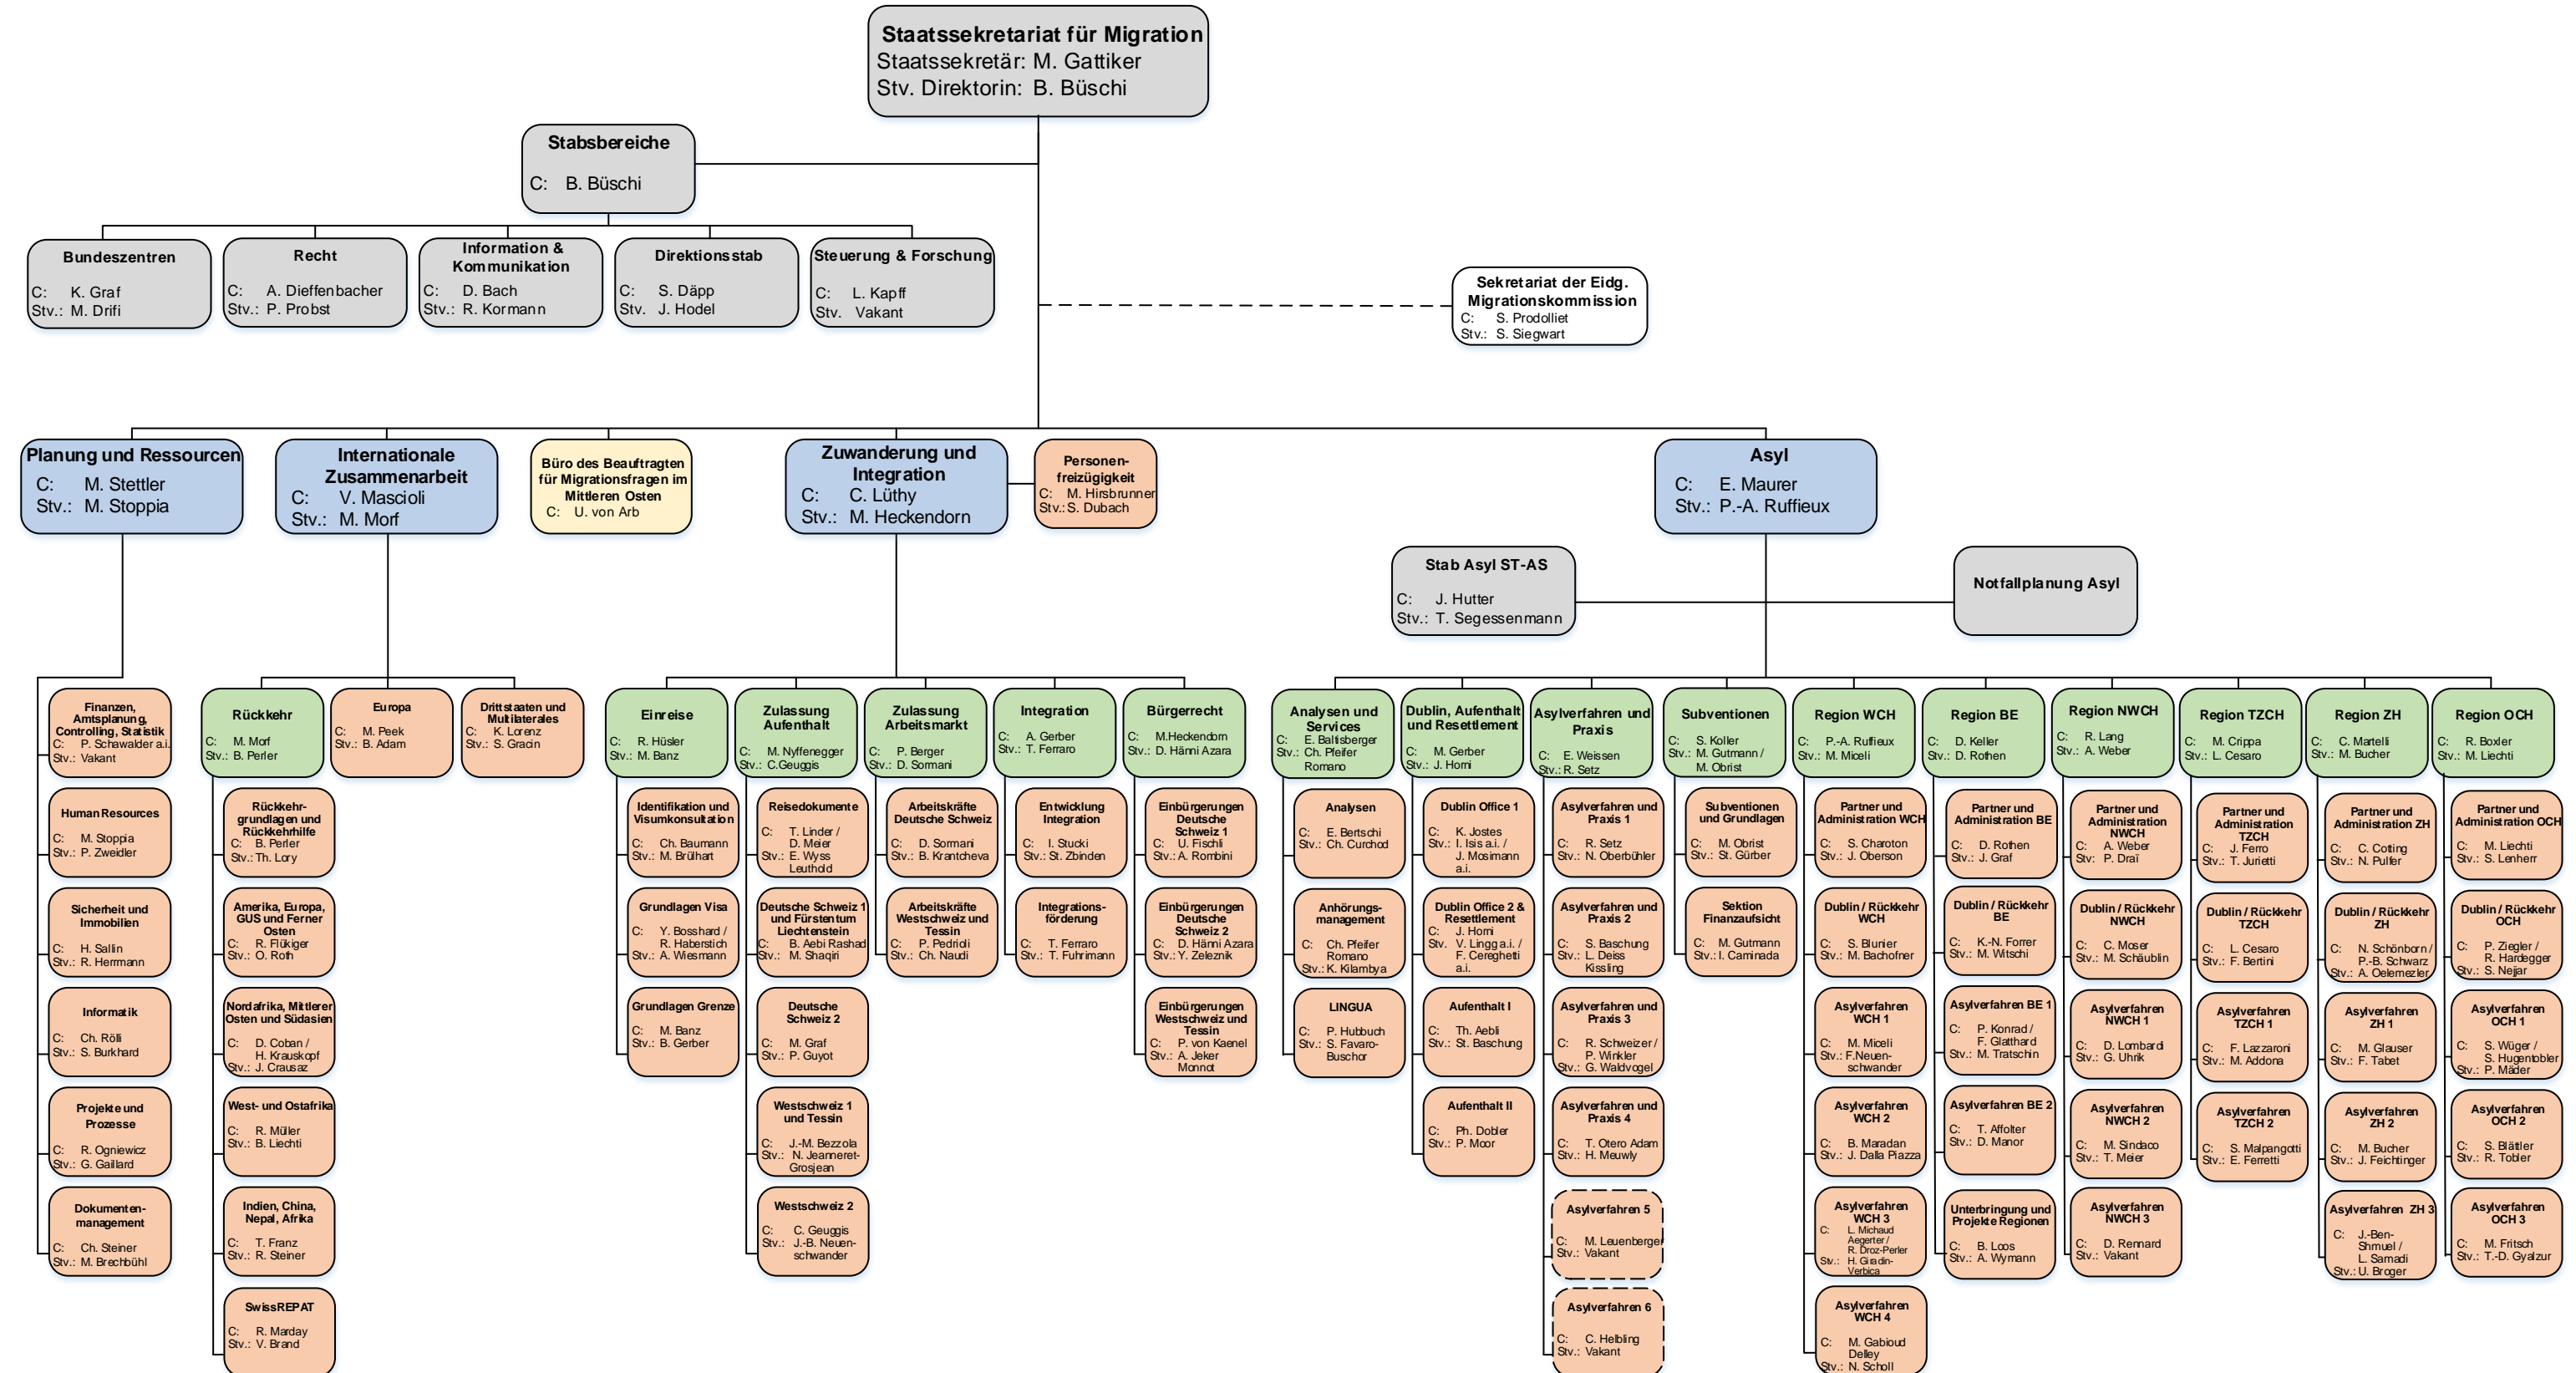 Staatssekretariat für Migration
Staatssekretär: M. Gattiker
Stv. Direktorin: B. Büschi
Stabsbereiche
C: B. Büschi
Bundeszentren
C: K. Graf
Stv.: M. Drifi
Recht
C: A. Dieffenbacher
Stv.: P. Probst
Information &
Kommunikation
C: D. Bach
Stv.: R. Kormann
Direktionsstab
C: S. Däpp
Stv. J. Hodel
Steuerung & Forschung
C: L. Kapff
Stv. Vakant
Sekretariat der Eidg.
Migrationskommission
C: S. Prodolliet
Stv.: S. Siegwart
Planung und Ressourcen
C: M. Stettler
Stv.: M. Stoppia
Internationale
Zusammenarbeit
C: V. Mascioli
Stv.: M. Morf
Büro des Beauftragten
für Migrationsfragen im
Mittleren Osten
C: U. von Arb
Zuwanderung und
Integration
C: C. Lüthy
Stv.: M. Heckendorn
Personen-
freizügigkeit
C: M. Hirsbrunner
Stv.: S. Dubach
Asyl
C: E. Maurer
Stv.: P.-A. Ruffieux
Stab Asyl ST-AS
C: J. Hutter
Stv.: T. Segessenmann
Notfallplanung Asyl
Finanzen,
Amtsplanung,
Controlling, Statistik
C: P. Schawalder a.i.
Stv.: Vakant
Human Resources
C: M. Stoppia
Stv.: P. Zweidler
Sicherheit und
Immobilien
C: H. Sallin
Stv.: R. Herrmann
Informatik
C: Ch. Rölli
Stv.: S. Burkhard
Projekte und
Prozesse
C: R. Ogniewicz
Stv.: G. Gaillard
Dokumenten-
management
C: Ch. Steiner
Stv.: M. Brechbühl
Rückkehr
C: M. Morf
Stv.: B. Perler
Rückkehr-
grundlagen und
Rückkehrhilfe
C: B. Perler
Stv.: Th. Lory
Amerika, Europa,
GUS und Ferner
Osten
C: R. Flükiger
Stv.: O. Roth
Nordafrika, Mittlerer
Osten und Südasien
C: D. Coban /
H. Krauskopf
Stv.: J. Crausaz
West- und Ostafrika
C: R. Müller
Stv.: B. Liechti
Indien, China,
Nepal, Afrika
C: T. Franz
Stv.: R. Steiner
SwissREPAT
C: R. Marday
Stv.: V. Brand
Europa
C: M. Peek
Stv.: B. Adam
Drittstaaten und
Multilaterales
C: K. Lorenz
Stv.: S. Gracin
Einreise
C: R. Hüsler
Stv.: M. Banz
Identifikation und
Visumkonsultation
C: Ch. Baumann
Stv.: M. Brülhart
Grundlagen Visa
C: Y. Bosshard /
R. Haberstich
Stv.: A. Wiesmann
Grundlagen Grenze
C: M. Banz
Stv.: B. Gerber
Zulassung
Aufenthalt
C: M. Nyffenegger
Stv.: C.Geuggis
Reisedokumente
C: T. Linder /
D. Meier
Stv.: E. Wyss
Leuthold
Deutsche Schweiz 1
und Fürstentum
Liechtenstein
C: B. Aebi Rashad
Stv.: M. Shaqiri
Deutsche
Schweiz 2
C: M. Graf
Stv.: P. Guyot
Westschweiz 1
und Tessin
C: J.-M. Bezzola
Stv.: N. Jeanneret-
Grosjean
Westschweiz 2
C: C. Geuggis
Stv.: J.-B. Neuen-
schwander
Zulassung
Arbeitsmarkt
C: P. Berger
Stv.: D. Sormani
Arbeitskräfte
Deutsche Schweiz
C: D. Sormani
Stv.: B. Krantcheva
Arbeitskräfte
Westschweiz und
Tessin
C: P. Pedrioli
Stv.: Ch. Naudi
Integration
C: A. Gerber
Stv.: T. Ferraro
Entwicklung
Integration
C: I. Stucki
Stv.: St. Zbinden
Integrations-
förderung
C: T. Ferraro
Stv.: T. Fuhrimann
Bürgerrecht
C: M.Heckendorn
Stv.: D. Hänni Azara
Einbürgerungen
Deutsche
Schweiz 1
C: U. Fischli
Stv.: A. Rombini
Einbürgerungen
Deutsche
Schweiz 2
C: D. Hänni Azara
Stv.: Y. Zeleznik
Einbürgerungen
Westschweiz und
Tessin
C: P. von Kaenel
Stv.: A. Jeker
Monnot
Analysen und
Services
C: E. Baltisberger
Stv.: Ch. Pfeifer
Romano
Analysen
C: E. Bertschi
Stv.: Ch. Curchod
Anhörungs-
management
C: Ch. Pfeifer
Romano
Stv.: K. Kilambya
LINGUA
C: P. Hubbuch
Stv.: S. Favaro-
Buschor
Dublin, Aufenthalt
und Resettlement
C: M. Gerber
Stv.: J. Horni
Dublin Office 1
C: K. Jostes
Stv.: I. Isis a.i. /
J. Mosimann
a.i.
Dublin Office 2 &
Resettlement
C: J. Horni
Stv. V. Lingg a.i. /
F. Cereghetti
a.i.
Aufenthalt I
C: Th. Aebli
Stv.: St. Baschung
Aufenthalt II
C: Ph. Dobler
Stv.: P. Moor
Asylverfahren und
Praxis
C: E. Weissen
Stv.: R. Setz
Asylverfahren und
Praxis 1
C: R. Setz
Stv.: N. Oberbühler
Asylverfahren und
Praxis 2
C: S. Baschung
Stv.: L. Deiss
Kissling
Asylverfahren und
Praxis 3
C: R. Schweizer /
P. Winkler
Stv.: G. Waldvogel
Asylverfahren und
Praxis 4
C: T. Otero Adam
Stv.: H. Meuwly
Asylverfahren 5
C: M. Leuenberger
Stv.: Vakant
Asylverfahren 6
C: C. Helbling
Stv.: Vakant
Subventionen
C: S. Koller
Stv.: M. Gutmann /
M. Obrist
Subventionen
und Grundlagen
C: M. Obrist
Stv.: St. Gürber
Sektion
Finanzaufsicht
C: M. Gutmann
Stv.: I. Caminada
Region WCH
C: P.-A. Ruffieux
Stv.: M. Miceli
Partner und
Administration WCH
C: S. Charoton
Stv.: J. Oberson
Dublin / Rückkehr
WCH
C: S. Blunier
Stv.: M. Bachofner
Asylverfahren
WCH 1
C: M. Miceli
Stv.: F.Neuen-
schwander
Asylverfahren
WCH 2
C: B. Maradan
Stv.: J. Dalla Piazza
Asylverfahren
WCH 3
C: L. Michaud
Aegerter /
R. Droz-Perler
Stv.: H. Giradin-
Verbica
Asylverfahren
WCH 4
C: M. Gabioud
Delley
Stv.: N. Scholl
Region BE
C: D. Keller
Stv.: D. Rothen
Partner und
Administration BE
C: D. Rothen
Stv.: J. Graf
Dublin / Rückkehr
BE
C: K.-N. Forrer
Stv.: M. Witschi
Asylverfahren BE 1
C: P. Konrad /
F. Glatthard
Stv.: M. Tratschin
Asylverfahren BE 2
C: T. Affolter
Stv.: D. Manor
Unterbringung und
Projekte Regionen
C: B. Loos
Stv.: A. Wymann
Region NWCH
C: R. Lang
Stv.: A. Weber
Partner und
Administration
NWCH
C: A. Weber
Stv: P. Draï
Dublin / Rückkehr
NWCH
C: C. Moser
Stv.: M. Schäublin
Asylverfahren
NWCH 1
C: D. Lombardi
Stv.: G. Uhrik
Asylverfahren
NWCH 2
C: M. Sindaco
Stv.: T. Meier
Asylverfahren
NWCH 3
C: D. Rennard
Stv.: Vakant
Region TZCH
C: M. Crippa
Stv.: L. Cesaro
Partner und
Administration
TZCH
C: J. Ferro
Stv.: T. Jurietti
Dublin / Rückkehr
TZCH
C: L. Cesaro
Stv.: F. Bertini
Asylverfahren
TZCH 1
C: F. Lazzaroni
Stv.: M. Addona
Asylverfahren
TZCH 2
C: S. Malpangotti
Stv.: E. Ferretti
Region ZH
C: C. Martelli
Stv.: M. Bucher
Partner und
Administration ZH
C: C. Cotting
Stv.: N. Pulfer
Dublin / Rückkehr
ZH
C: N. Schönborn /
P.-B. Schwarz
Stv.: A. Oelemezler
Asylverfahren
ZH 1
C: M. Glauser
Stv.: F. Tabet
Asylverfahren
ZH 2
C: M. Bucher
Stv.: J. Feichtinger
Asylverfahren ZH 3
C: J.-Ben-
Shmuel /
L. Samadi
Stv.: U. Broger
Region OCH
C: R. Boxler
Stv.: M. Liechti
Partner und
Administration OCH
C: M. Liechti
Stv.: S. Lenherr
Dublin / Rückkehr
OCH
C: P. Ziegler /
R. Hardegger
Stv.: S. Nejjar
Asylverfahren
OCH 1
C: S. Wüger /
S. Hugentobler
Stv.: P. Mäder
Asylverfahren
OCH 2
C: S. Blättler
Stv.: R. Tobler
Asylverfahren
OCH 3
C: M. Fritsch
Stv.: T.-D. Gyalzur